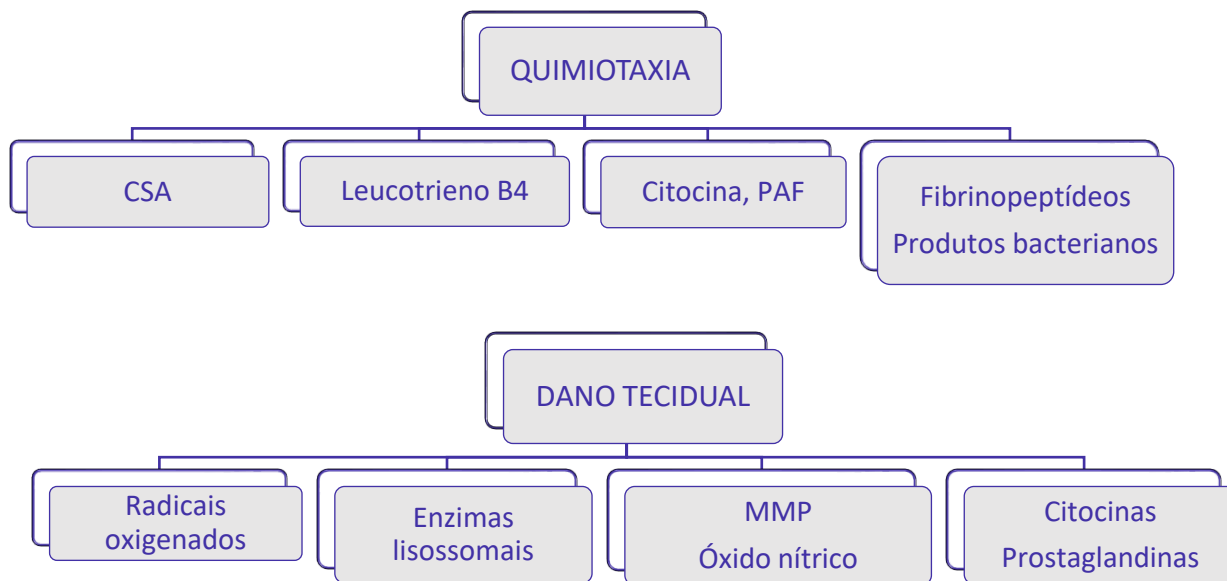 QUIMIOTAXIA
CSA
Leucotrieno B4
Citocina, PAF
Fibrinopeptídeos
Produtos bacterianos
DANO TECIDUAL
Radicais
oxigenados
Enzimas
lisossomais
MMP
Óxido nítrico
Citocinas
Prostaglandinas